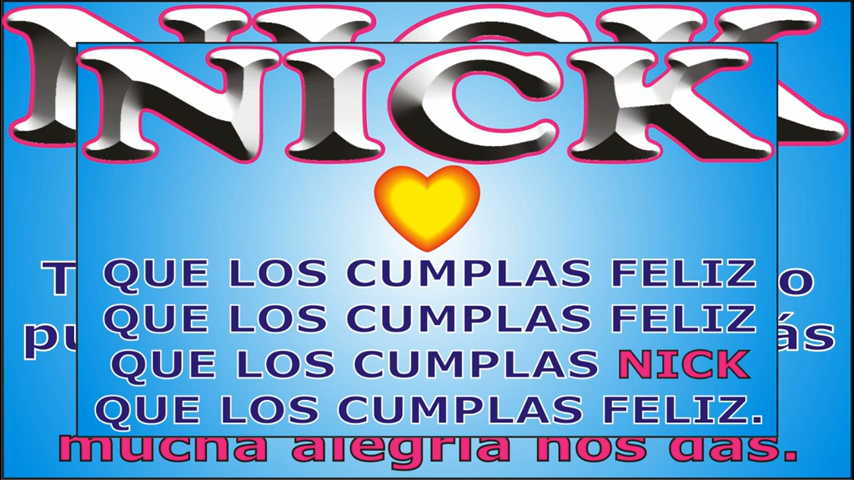 NICK
QUE LOS CUMPLAS FELIZ
QUE LOS CUMPLAS FELIZ
QUE LOS CUMPLAS NICK
QUE LOS CUMPLAS FELIZ.
mucha alegría nos das.